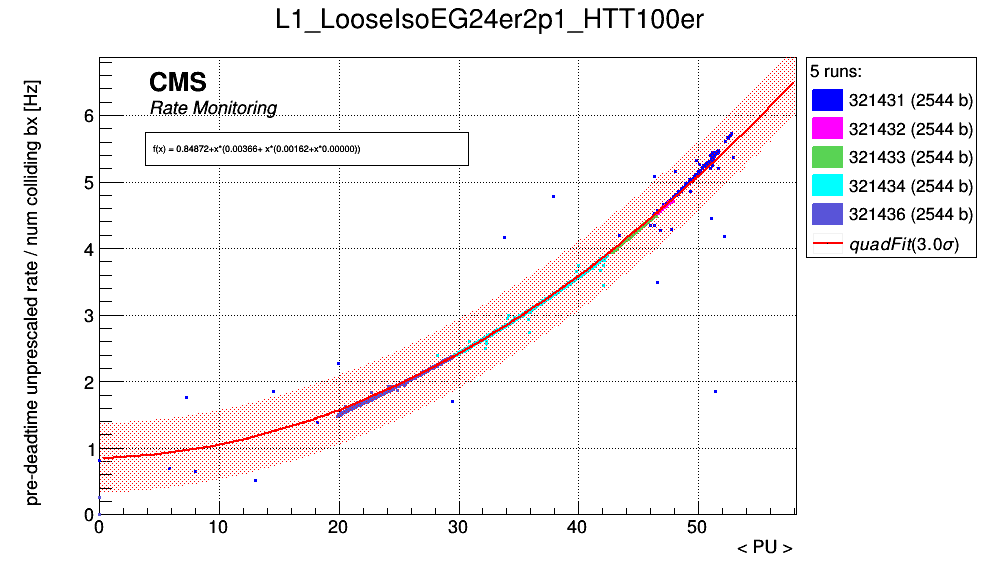 L1_LooseIsoEG24er2p1_HTT100er
pre-deadtime unprescaled rate / num colliding bx [Hz]
CMS
Rate Monitoring
f(x) = 0.84872+x*(0.00366+ x*(0.00162+x*0.00000))
6
5
4
3
2
1
0
0 10 20 30 40 50
< PU >
5 runs:
321431 (2544 b)
321432 (2544 b)
321433 (2544 b)
321434 (2544 b)
321436 (2544 b)
quadFit(3.0σ)